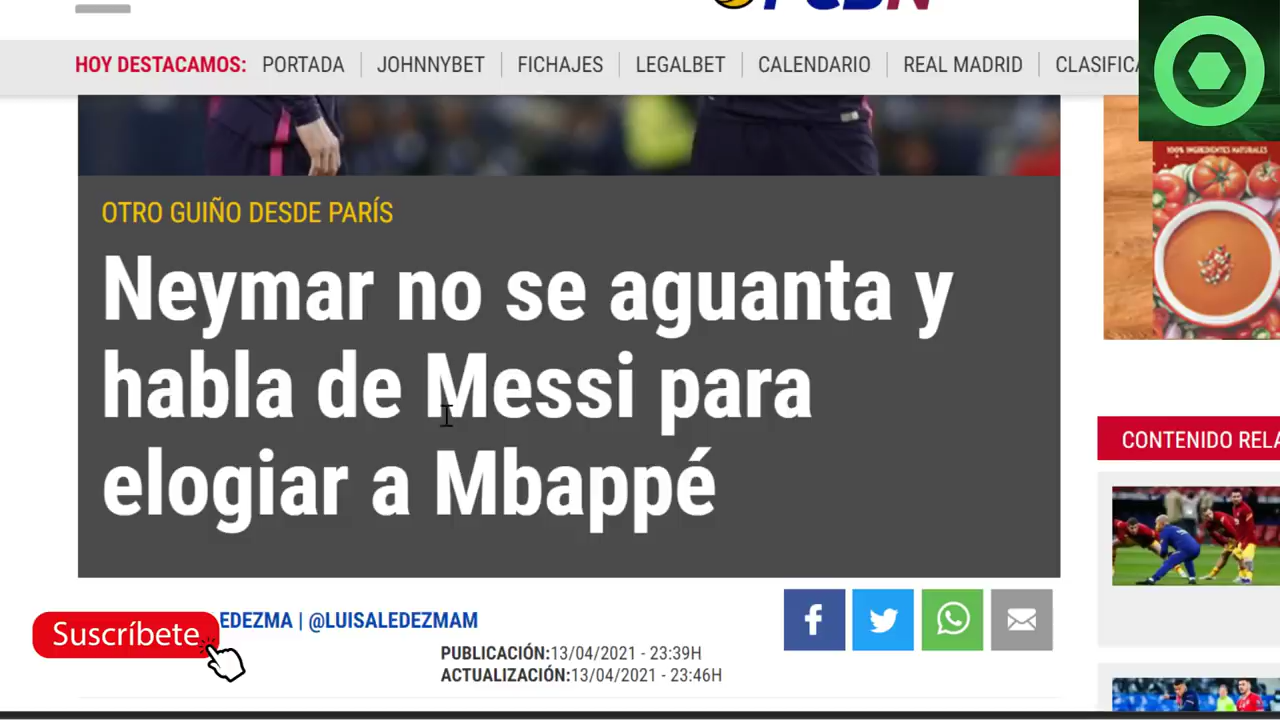 HOY DESTACAMOS: PORTADA JOHNNYBET FICHAJES LEGALBET CALENDARIO REAL MADRID
100% INGREDIENTES NATURALES
OTRO GUIÑO DESDE PARÍS
Neymar no se aguanta y
habla de Messi para
elogiar a Mbappé
CONTENIDO
Suscríbete
EDEZMA | @LUISALEDEZMAM
PUBLICACIÓN:13/04/2021 - 23:39H
ACTUALIZACIÓN:13/04/2021 - 23:46H